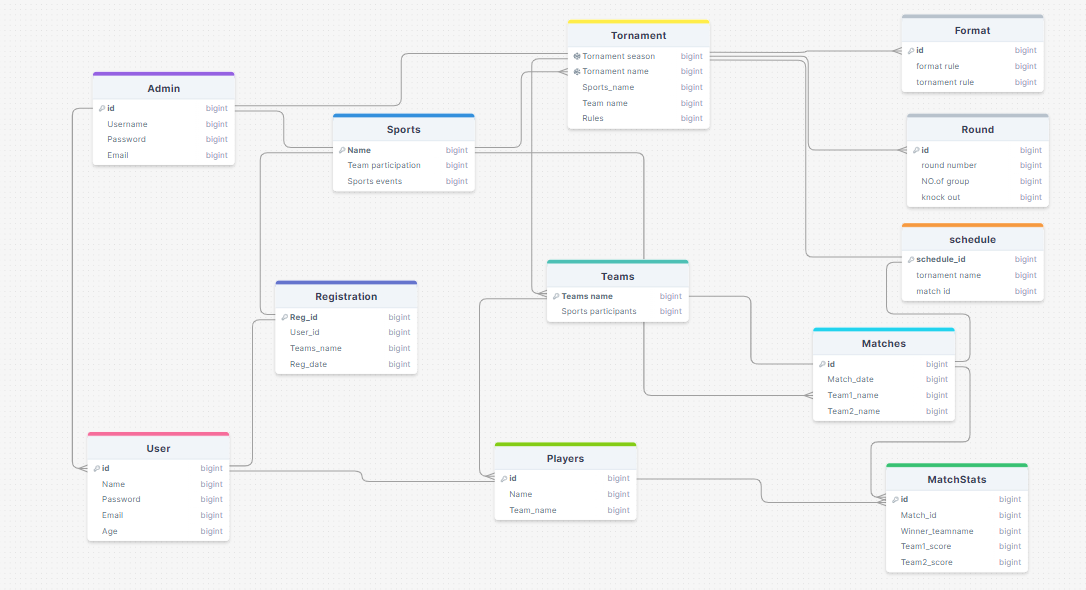 Tornament
Tornament season bigint
Tornament name bigint
Sports_name bigint
Team name bigint
Rules bigint
Format
id bigint
format rule bigint
tornament rule bigint
Admin
id bigint
Username bigint
Password bigint
Email bigint
Sports
Name bigint
Team participation bigint
Sports events bigint
Round
id bigint
round number bigint
NO.of group bigint
knock out bigint
schedule
schedule_id bigint
tornament name bigint
match id bigint
Teams
Teams name bigint
Sports participants bigint
Registration
Reg_id bigint
User_id bigint
Teams_name bigint
Reg_date bigint
Matches
id bigint
Match_date bigint
Team1_name bigint
Team2_name bigint
User
id bigint
Name bigint
Password bigint
Email bigint
Age bigint
Players
id bigint
Name bigint
Team_name bigint
MatchStats
id bigint
Match_id bigint
Winner_teamname bigint
Team1_score bigint
Team2_score bigint